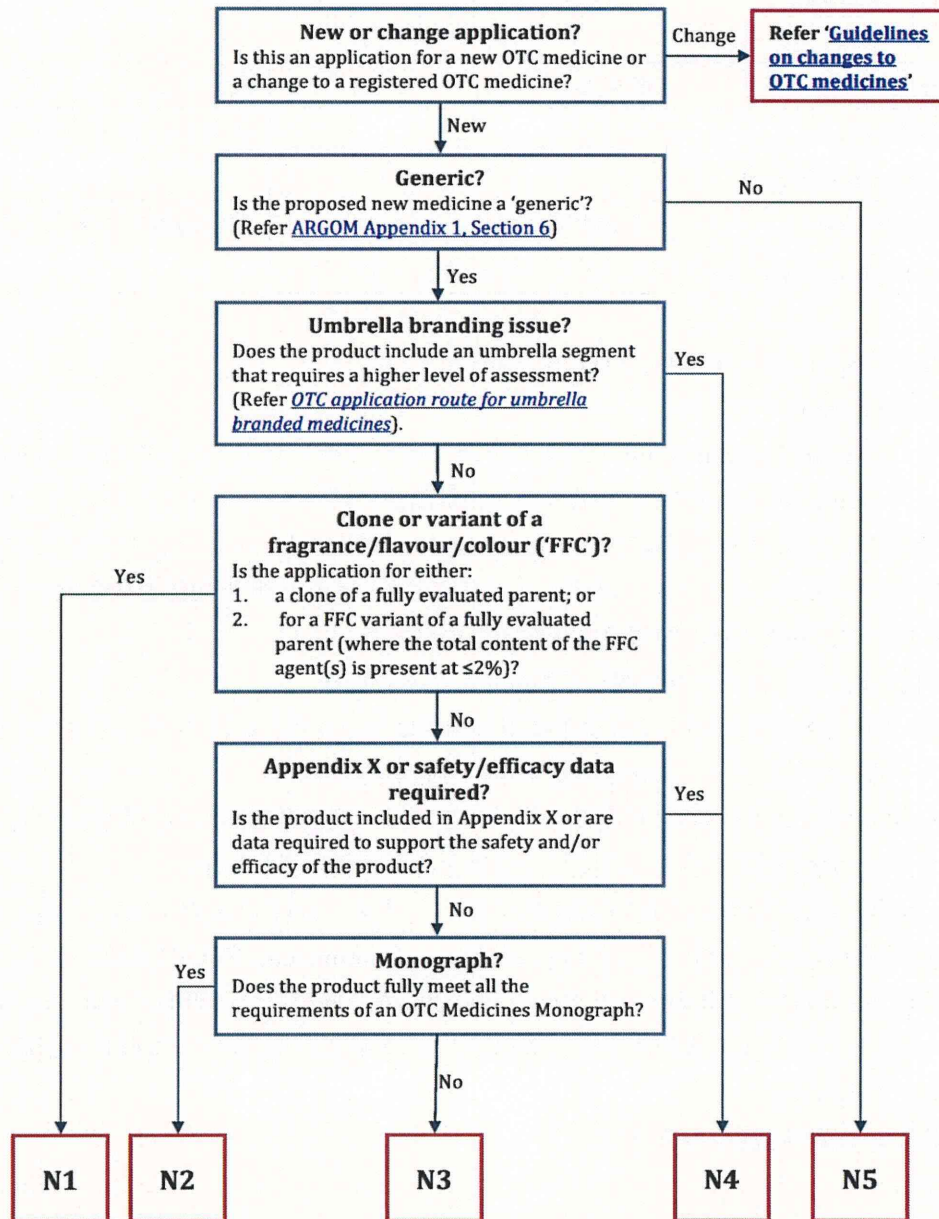 New or change application?
Is this an application for a new OTC medicine or
a change to a registered OTC medicine?
Change
Refer ‘Guidelines
on changes to
OTC medicines’
New
Generic?
Is the proposed new medicine a ‘generic’?
(Refer ARGOM Appendix 1, Section 6)
No
Yes
Umbrella branding issue?
Does the product include an umbrella segment
that requires a higher level of assessment?
(Refer OTC application route for umbrella
branded medicines).
Yes
No
Clone or variant of a
fragrance/flavour/colour (‘FFC’)?
Is the application for either:
1. a clone of a fully evaluated parent; or
2. for a FFC variant of a fully evaluated
parent (where the total content of the FFC
agent(s) is present at ≤2%)?
Yes
No
Appendix X or safety/efficacy data
required?
Is the product included in Appendix X or are
data required to support the safety and/or
efficacy of the product?
Yes
No
Monograph?
Does the product fully meet all the
requirements of an OTC Medicines Monograph?
Yes
No
N1
N2
N3
N4
N5